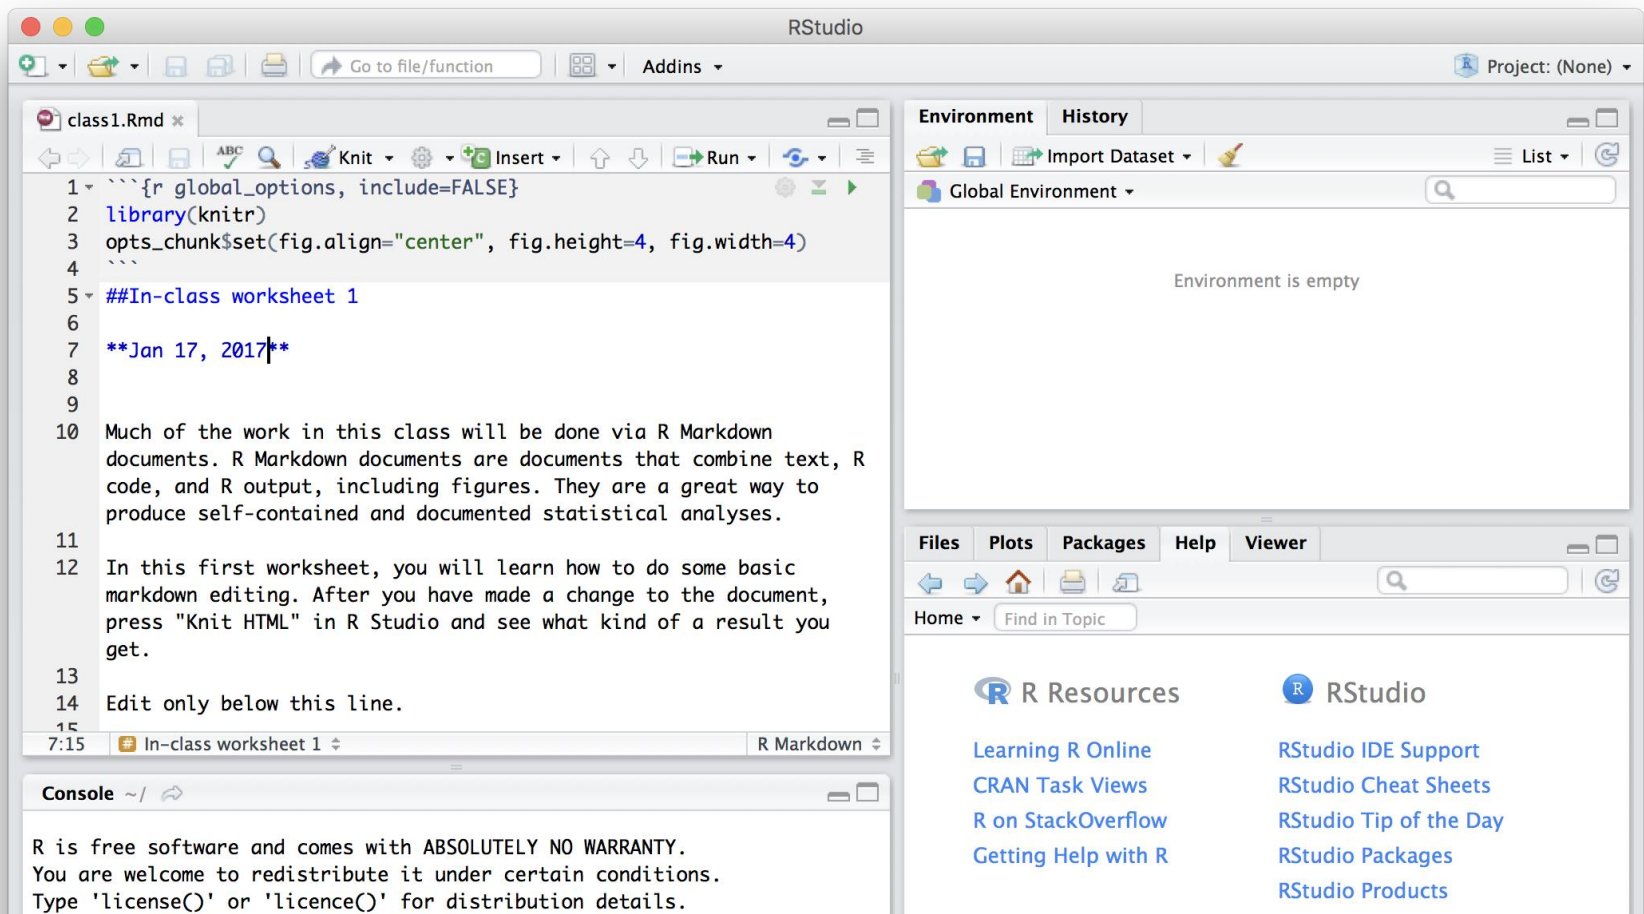 RStudio
Go to file/function
Addins
Project: (None)
class1.Rmd
ABC
Knit
Insert
Run
1 ```{r global_options, include=FALSE}
2 library(knitr)
3 opts_chunk$set(fig.align="center", fig.height=4, fig.width=4)
4 ```
5 ##In-class worksheet 1
6
7 **Jan 17, 2017**
8
9
10 Much of the work in this class will be done via R Markdown
documents. R Markdown documents are documents that combine text, R
code, and R output, including figures. They are a great way to
produce self-contained and documented statistical analyses.
11
12 In this first worksheet, you will learn how to do some basic
markdown editing. After you have made a change to the document,
press "Knit HTML" in R Studio and see what kind of a result you
get.
13
14 Edit only below this line.
15
7:15 # In-class worksheet 1 R Markdown
Console ~/
R is free software and comes with ABSOLUTELY NO WARRANTY.
You are welcome to redistribute it under certain conditions.
Type 'license()' or 'licence()' for distribution details.
Environment History
Import Dataset List
Global Environment
Environment is empty
Files Plots Packages Help Viewer
Home Find in Topic
R R Resources
Learning R Online
CRAN Task Views
R on StackOverflow
Getting Help with R
R RStudio
RStudio IDE Support
RStudio Cheat Sheets
RStudio Tip of the Day
RStudio Packages
RStudio Products